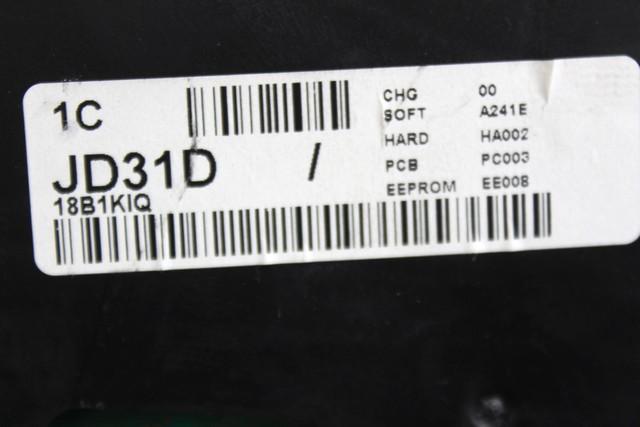 1C
JD31D /
18B1KIQ
CHG 00
SOFT A241E
HARD HA002
PCB PC003
EEPROM EE008